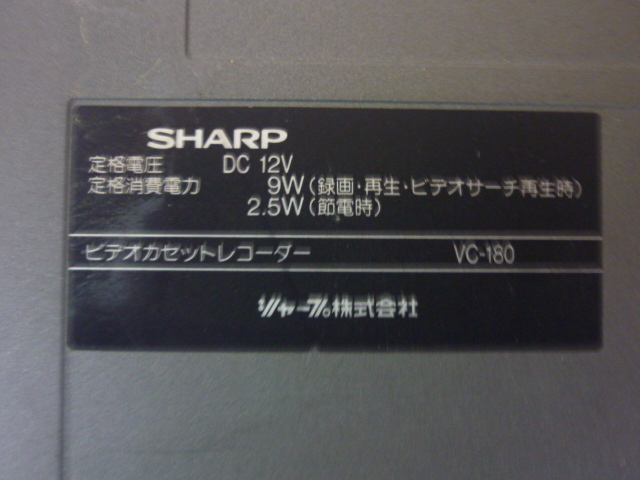 SHARP
定格電圧 DC 12V
定格消費電力 9W(録画・再生・ビデオサーチ再生時)
2.5W(節電時)
ビデオカセットレコーダー VC-180
シャープ株式会社